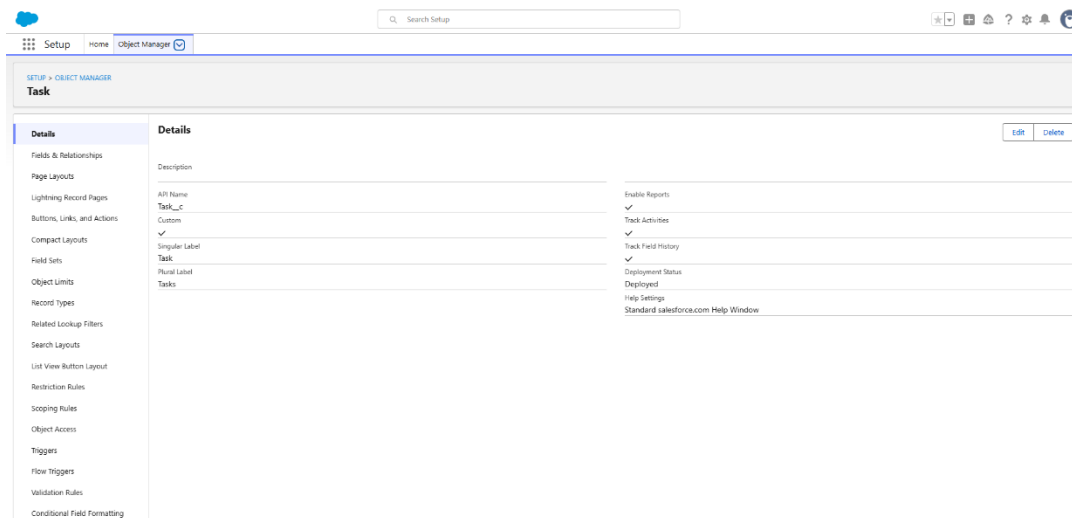 Search Setup
Setup Home Object Manager
SETUP > OBJECT MANAGER
Task
Details
Fields & Relationships
Page Layouts
Lightning Record Pages
Buttons, Links, and Actions
Compact Layouts
Field Sets
Object Limits
Record Types
Related Lookup Filters
Search Layouts
List View Button Layout
Restriction Rules
Scoping Rules
Object Access
Triggers
Flow Triggers
Validation Rules
Conditional Field Formatting
Details
Edit Delete
Description
API Name
Task__c
Custom
Singular Label
Task
Plural Label
Tasks
Enable Reports
Track Activities
Track Field History
Deployment Status
Deployed
Help Settings
Standard salesforce.com Help Window